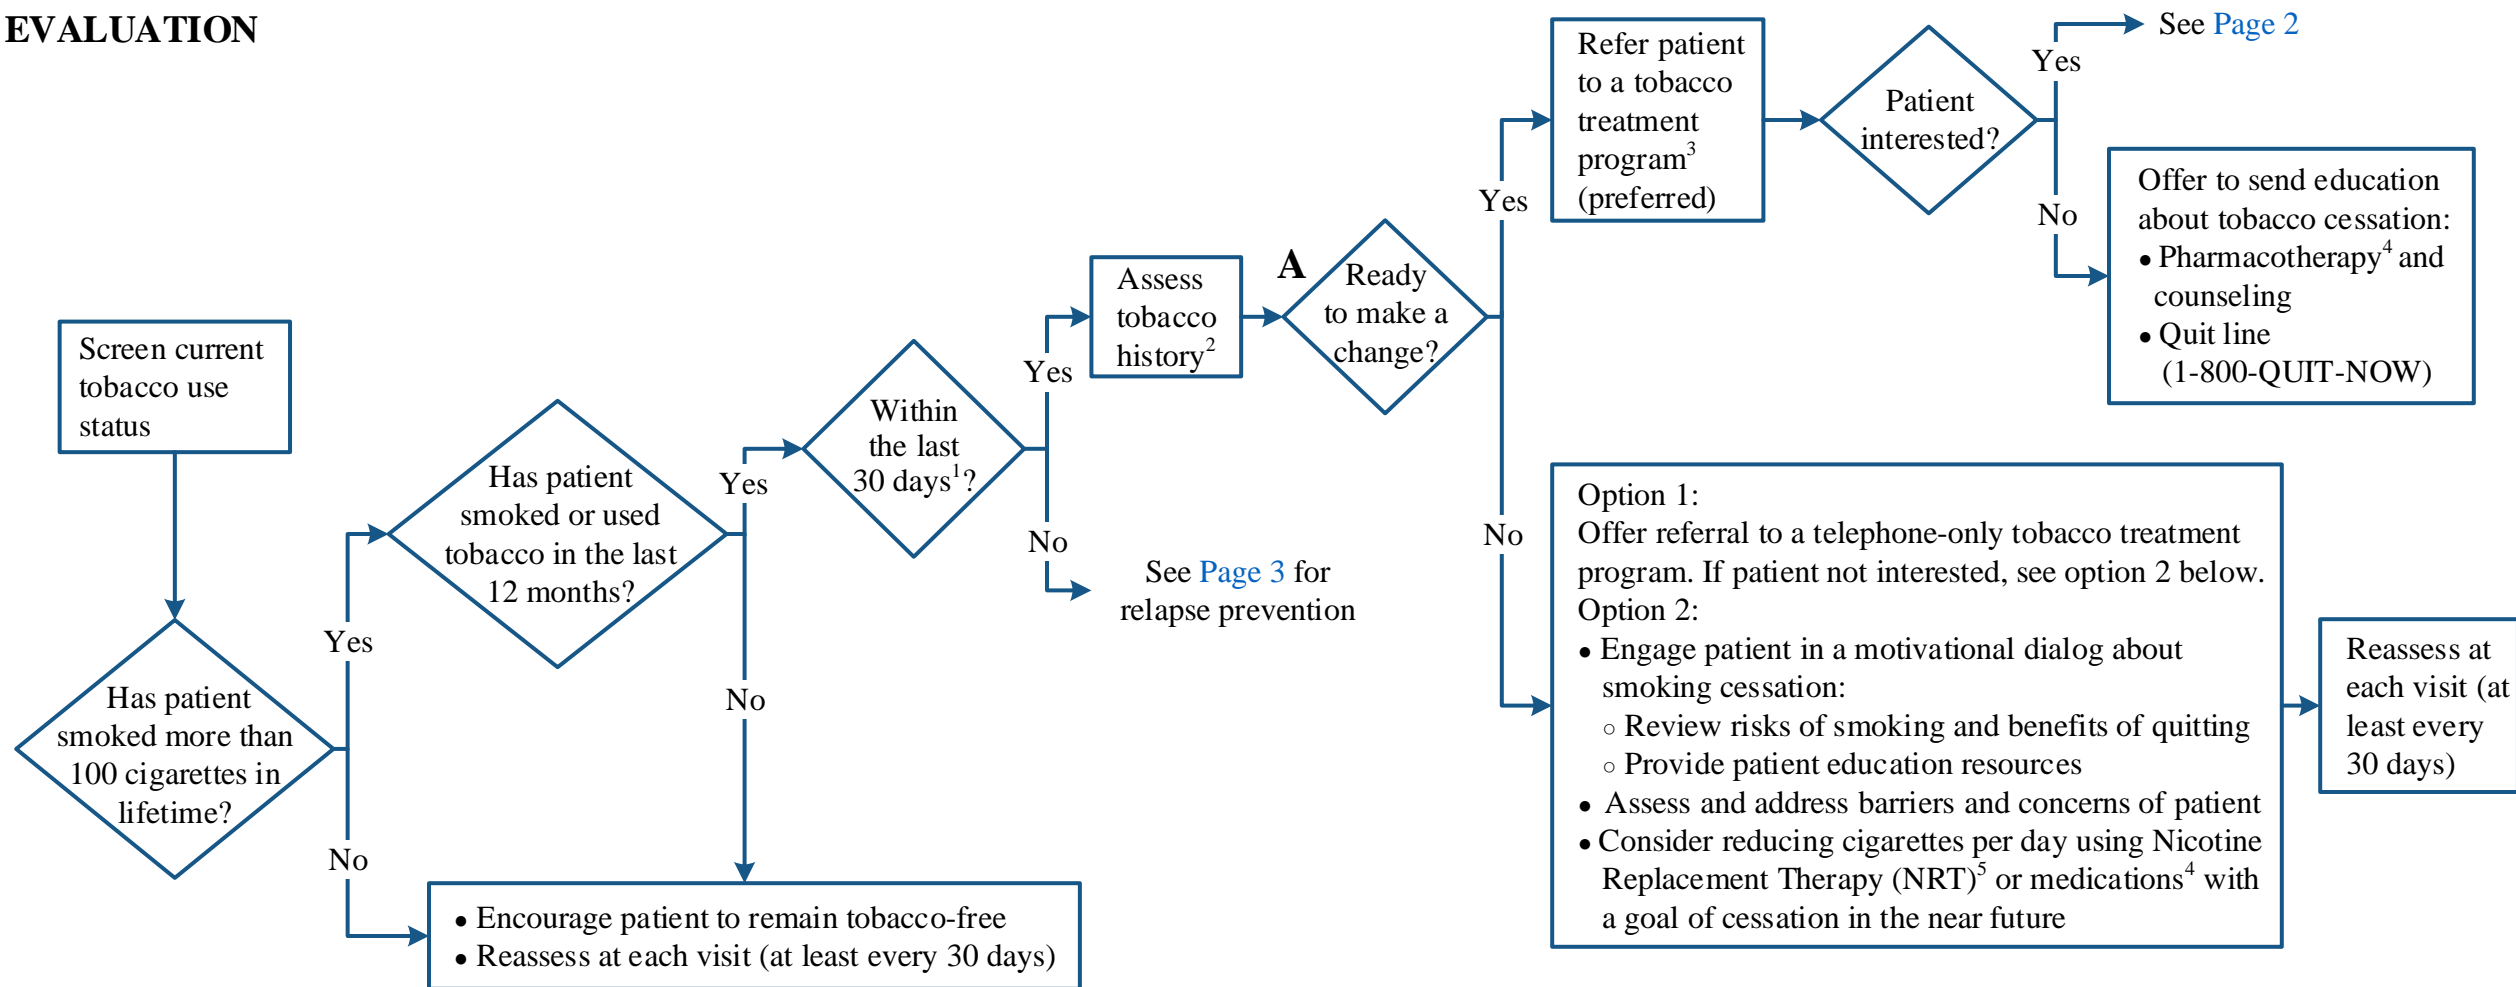 EVALUATION
Screen current
tobacco use
status
Has patient
smoked more than
100 cigarettes in
lifetime?
Yes
No
Has patient
smoked or used
tobacco in the last
12 months?
Yes
No
• Encourage patient to remain tobacco-free
• Reassess at each visit (at least every 30 days)
Within
the last
30 days1?
Yes
No
See Page 3 for
relapse prevention
Assess
tobacco
history2
A
Ready
to make a
change?
Yes
No
Refer patient
to a tobacco
treatment
program3
(preferred)
Patient
interested?
Yes
See Page 2
No
Offer to send education
about tobacco cessation:
• Pharmacotherapy4 and
counseling
• Quit line
(1-800-QUIT-NOW)
Option 1:
Offer referral to a telephone-only tobacco treatment
program. If patient not interested, see option 2 below.
Option 2:
• Engage patient in a motivational dialog about
smoking cessation:
○ Review risks of smoking and benefits of quitting
○ Provide patient education resources
• Assess and address barriers and concerns of patient
• Consider reducing cigarettes per day using Nicotine
Replacement Therapy (NRT)5 or medications4 with
a goal of cessation in the near future
Reassess at
each visit (at
least every
30 days)